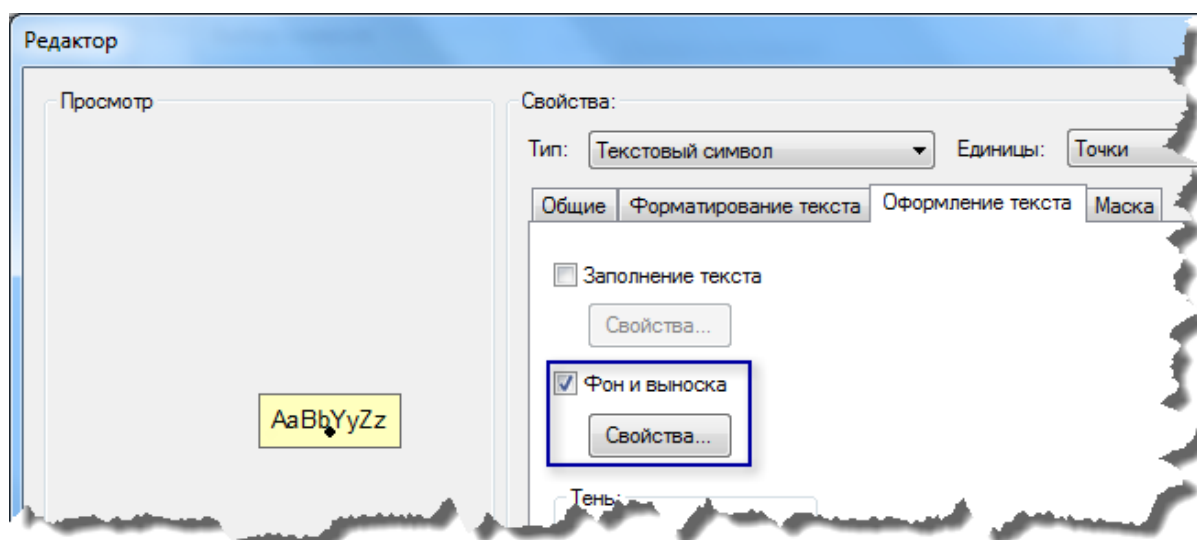 Редактор
Просмотр
Свойства:
Тип: Текстовый символ Единицы: Точки
Общие Форматирование текста Оформление текста Маска
Заполнение текста
Свойства...
Фон и выноска
AaBbYyZz
Свойства...
Тень: